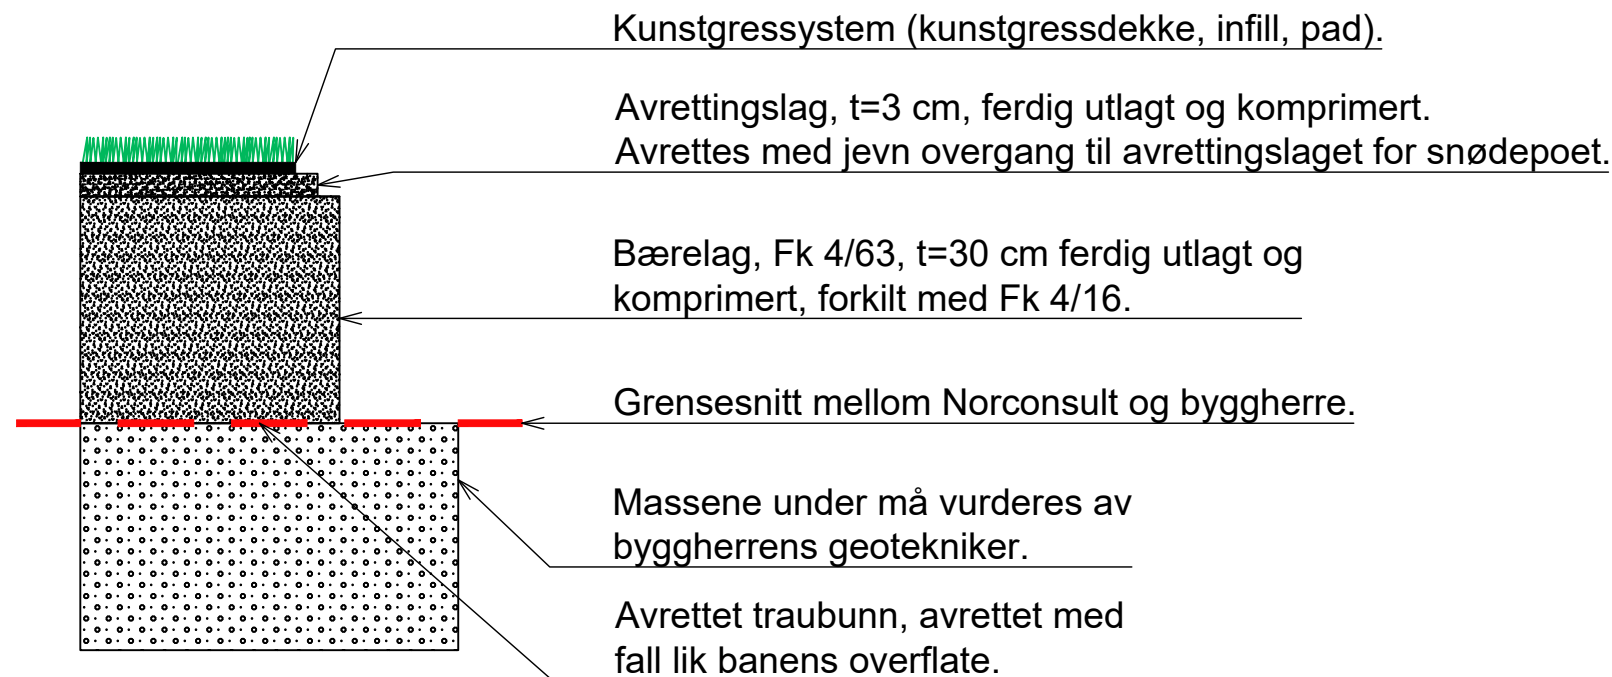 Kunstgressystem (kunstgressdekke, infill, pad).
Avrettingslag, t=3 cm, ferdig utlagt og komprimert.
Avrettes med jevn overgang til avrettingslaget for snødepoet.
Bærelag, Fk 4/63, t=30 cm ferdig utlagt og
komprimert, forkilt med Fk 4/16.
Grensesnitt mellom Norconsult og byggherre.
Massene under må vurderes av
byggherrens geotekniker.
Avrettet traubunn, avrettet med
fall lik banens overflate.